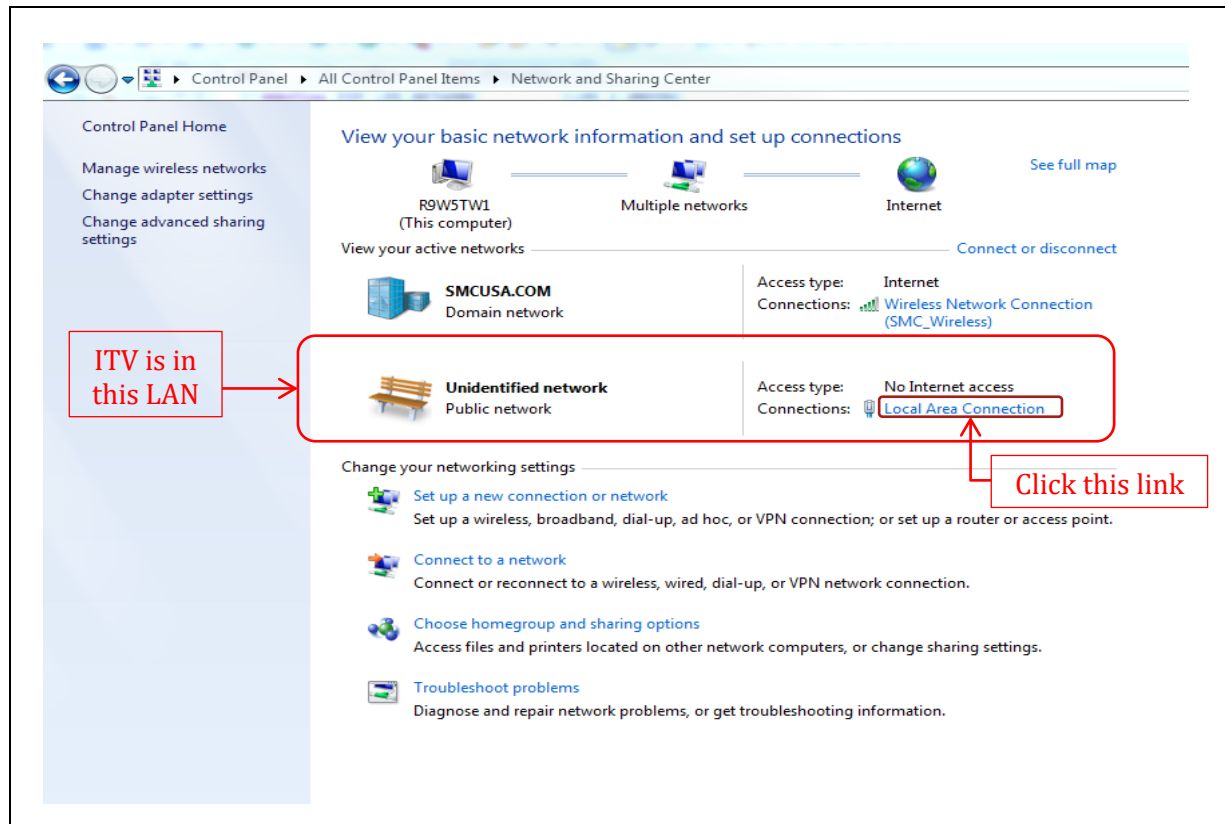 Control Panel ▸ All Control Panel Items ▸ Network and Sharing Center
Control Panel Home
Manage wireless networks
Change adapter settings
Change advanced sharing
settings
View your basic network information and set up connections
See full map
R9W5TW1
(This computer)
Multiple networks
Internet
View your active networks
Connect or disconnect
SMCUSA.COM
Domain network
Access type: Internet
Connections: Wireless Network Connection
(SMC_Wireless)
ITV is in
this LAN
Unidentified network
Public network
Access type: No Internet access
Connections: Local Area Connection
Click this link
Change your networking settings
Set up a new connection or network
Set up a wireless, broadband, dial-up, ad hoc, or VPN connection; or set up a router or access point.
Connect to a network
Connect or reconnect to a wireless, wired, dial-up, or VPN network connection.
Choose homegroup and sharing options
Access files and printers located on other network computers, or change sharing settings.
Troubleshoot problems
Diagnose and repair network problems, or get troubleshooting information.